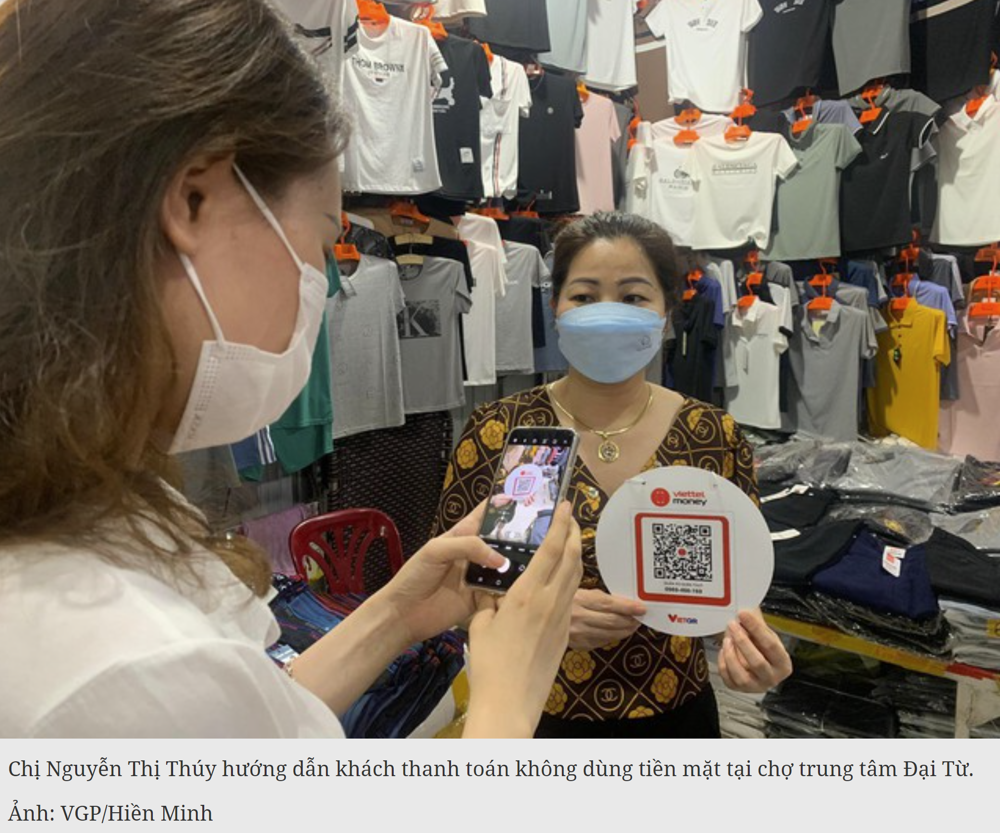 viettel
money
VIETQR
K
Chị Nguyễn Thị Thúy hướng dẫn khách thanh toán không dùng tiền mặt tại chợ trung tâm Đại Từ.
Ảnh: VGP/Hiền Minh